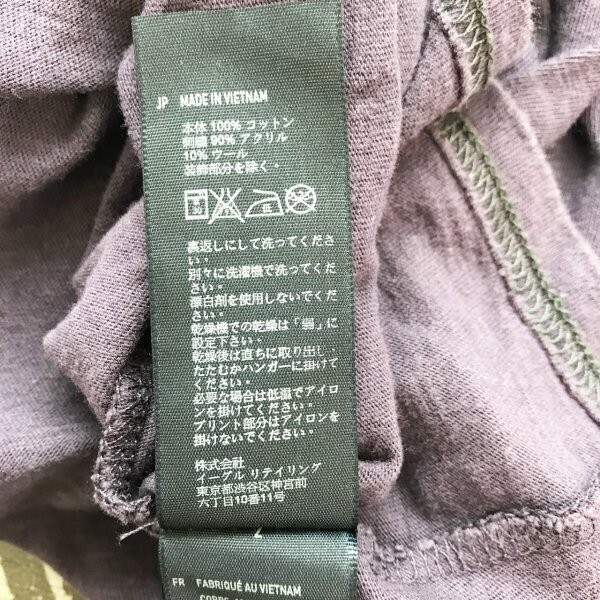 JP MADE IN VIETNAM
本体 100% コットン
刺繍 90% アクリル
10% ウール
装飾部分を除く・
裏返しにして洗ってくださ
い・
別々に洗濯機で洗ってくださ
い・
漂白剤を使用しないでくださ
い・
乾燥機での乾燥は「弱」に
設定下さい・
乾燥後は直ちに取り出し
たたむかハンガーに掛けて
ください・
必要な場合は低温でアイロ
ンを掛けてください・
プリント部分はアイロンを
掛けないでください・
株式会社
イーグル リテイリング
東京都渋谷区神宮前
六丁目10番11号
FR FABRIQUÉ AU VIETNAM